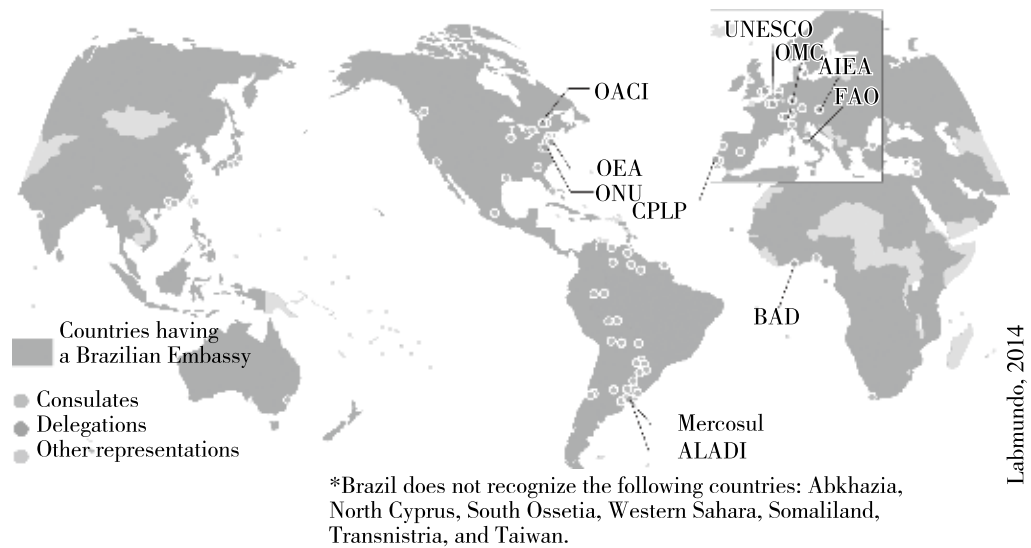 UNESCO
OMC
AIEA
FAO
OACI
OEA
ONU
CPLP
BAD
Countries having
a Brazilian Embassy
Consulates
Delegations
Other representations
Mercosul
ALADI
*Brazil does not recognize the following countries: Abkhazia,
North Cyprus, South Ossetia, Western Sahara, Somaliland,
Transnistria, and Taiwan.
Labmundo, 2014